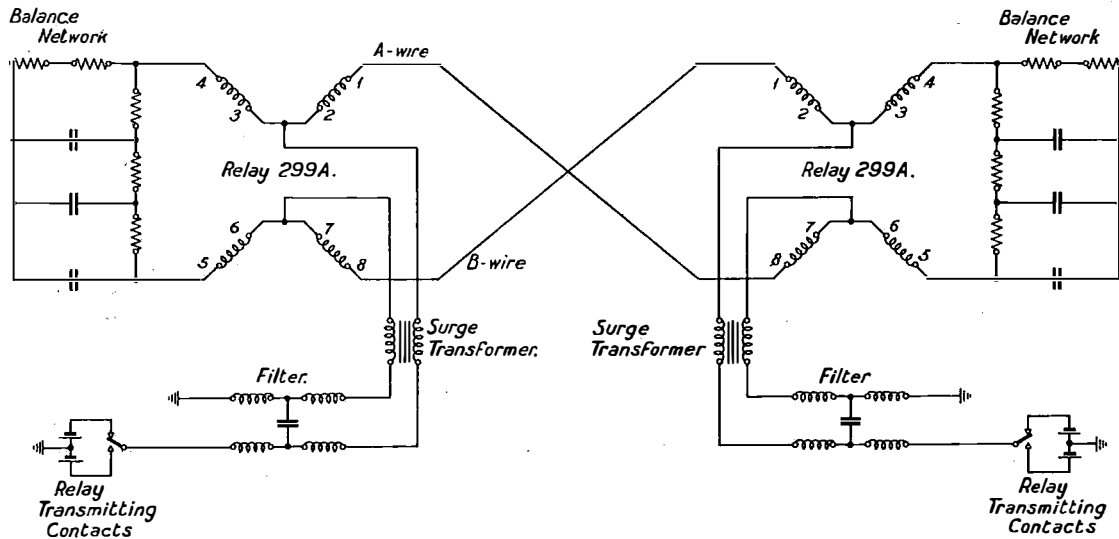 Balance
Network
A-wire
Balance
Network
4
1
3
2
1
4
2
3
Relay 299A.
Relay 299A.
6
7
5
8
B-wire
7
6
8
5
Surge
Transformer.
Surge
Transformer
Filter.
Filter
Relay
Transmitting
Contacts
Relay
Transmitting
Contacts